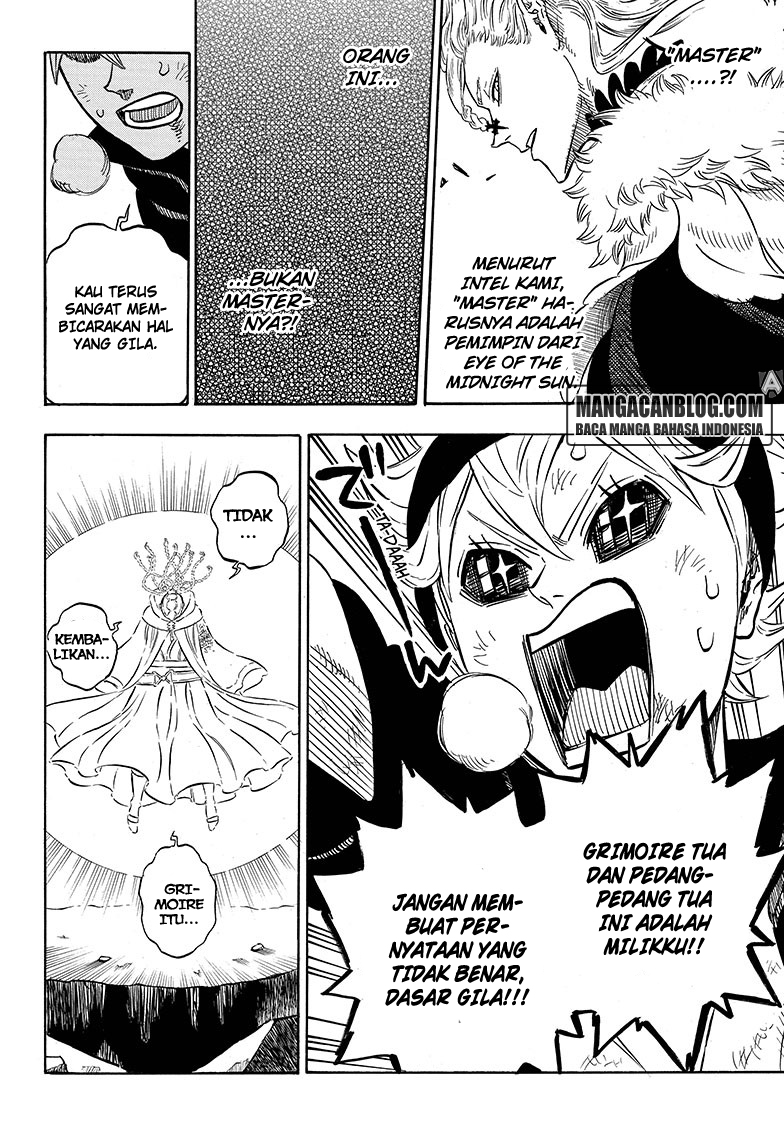 "MASTER"
....?!
MENURUT
INTEL KAMI,
"MASTER" HA-
RUSNYA ADALAH
PEMIMPIN DARI
EYE OF THE
MIDNIGHT SUN...
ORANG
INI...
...BUKAN
MASTER-
NYA?!
KAU TERUS
SANGAT MEM-
BICARAKAN HAL
YANG GILA.
MANGACANBLOG.COM
BACA MANGA BAHASA INDONESIA
TA-DAAAH
GRIMOIRE TUA
DAN PEDANG-
PEDANG TUA
INI ADALAH
MILIKKU!!
JANGAN MEM-
BUAT PER-
NYATAAN YANG
TIDAK BENAR,
DASAR GILA!!!
TIDAK
...
KEMBA-
LIKAN...
GRI-
MOIRE
ITU...